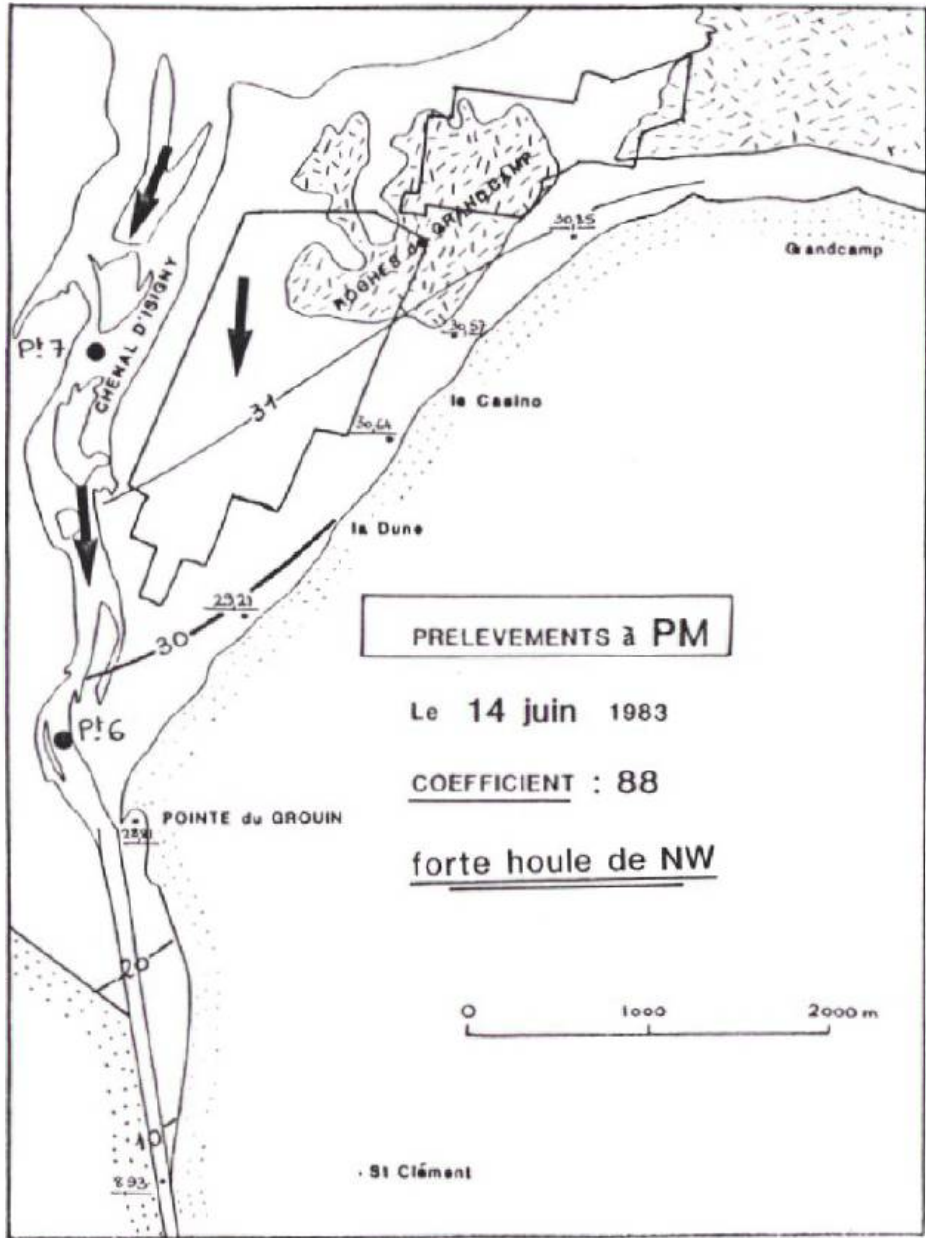 ROCHES de GRANDCAMP
30,25
Grandcamp
CHENAL D'ISIGNY
Pt 7
30,57
31
le Casino
30,64
la Dune
29,21
30
PRELEVEMENTS à PM
Le 14 juin 1983
Pt 6
COEFFICIENT : 88
POINTE du GROUIN
forte houle de NW
20
0 1000 2000 m
10
St Clément
8.93